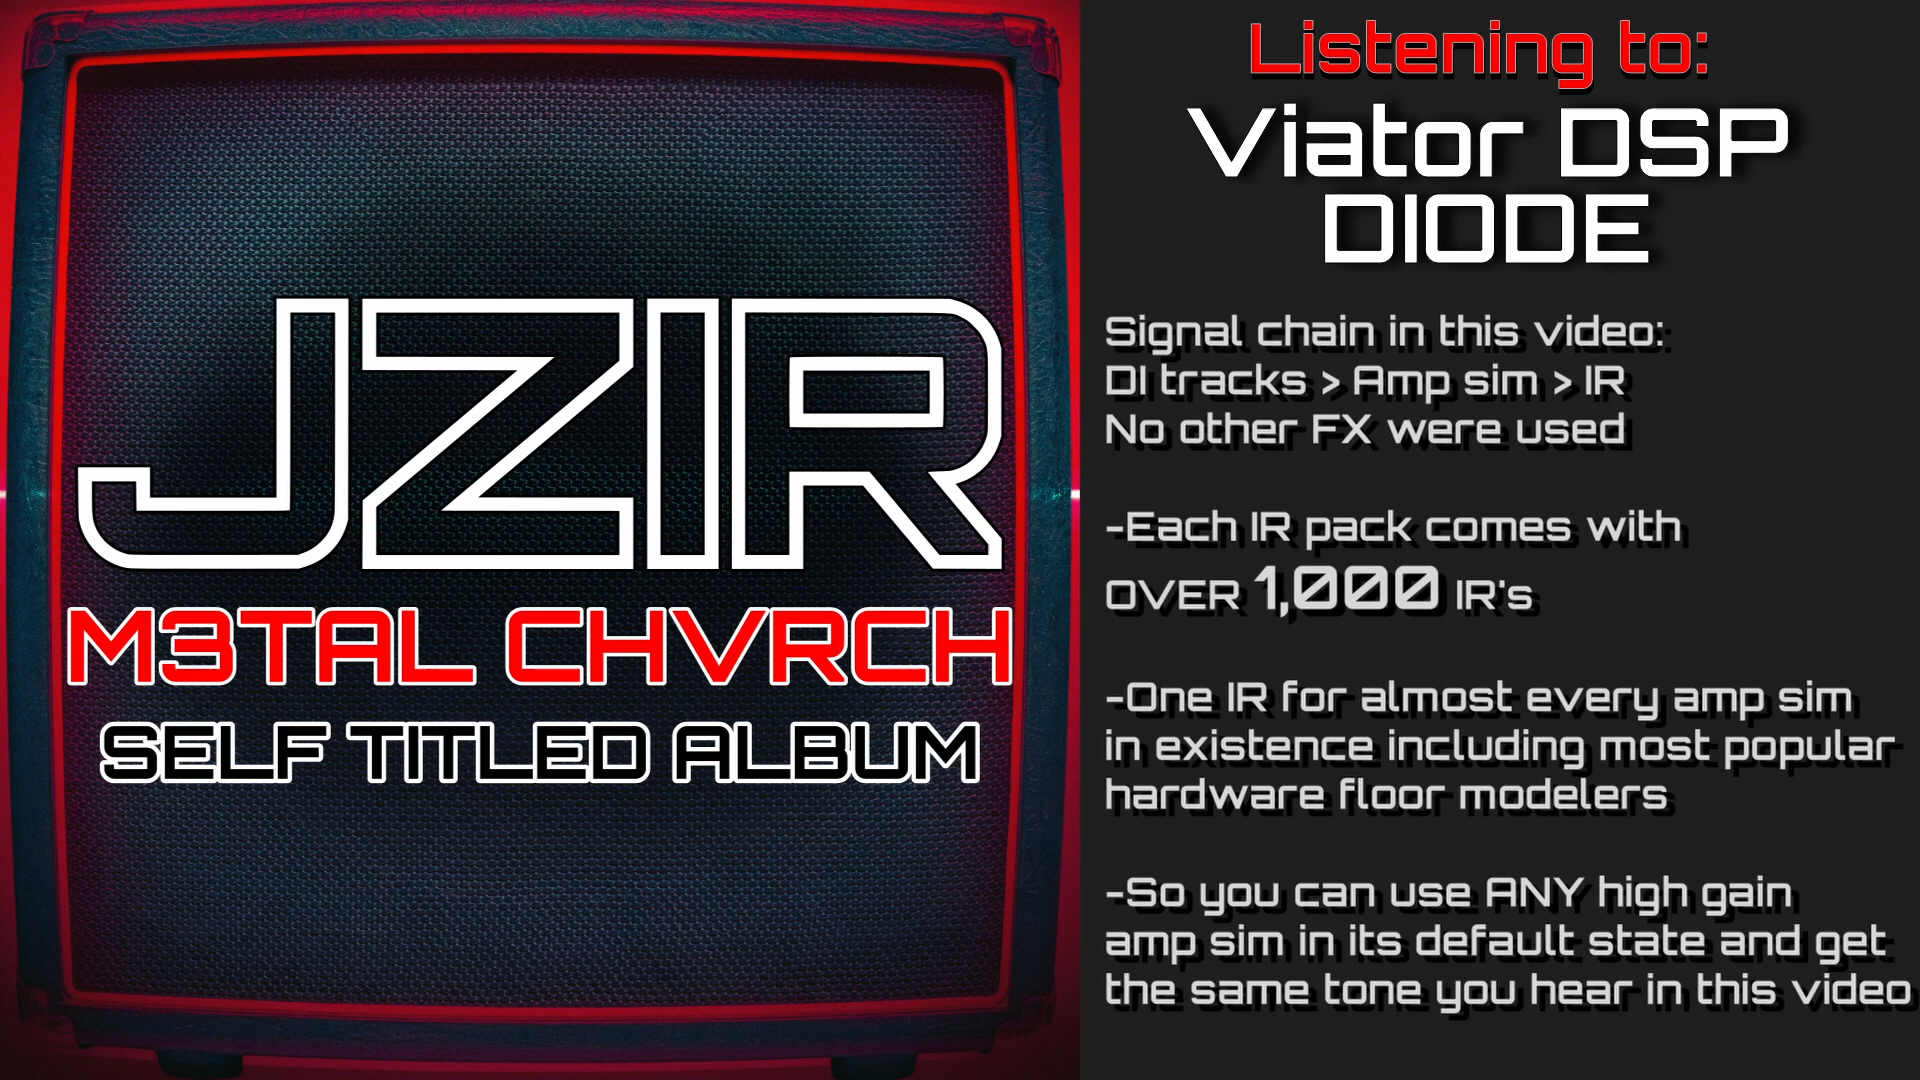 JZIR
M3TAL CHVRCH
SELF TITLED ALBUM
Listening to:
Viator DSP
DIODE
Signal chain in this video:
DI tracks > Amp sim > IR
No other FX were used
-Each IR pack comes with
OVER 1,000 IR's
-One IR for almost every amp sim
in existence including most popular
hardware floor modelers
-So you can use ANY high gain
amp sim in its default state and get
the same tone you hear in this video